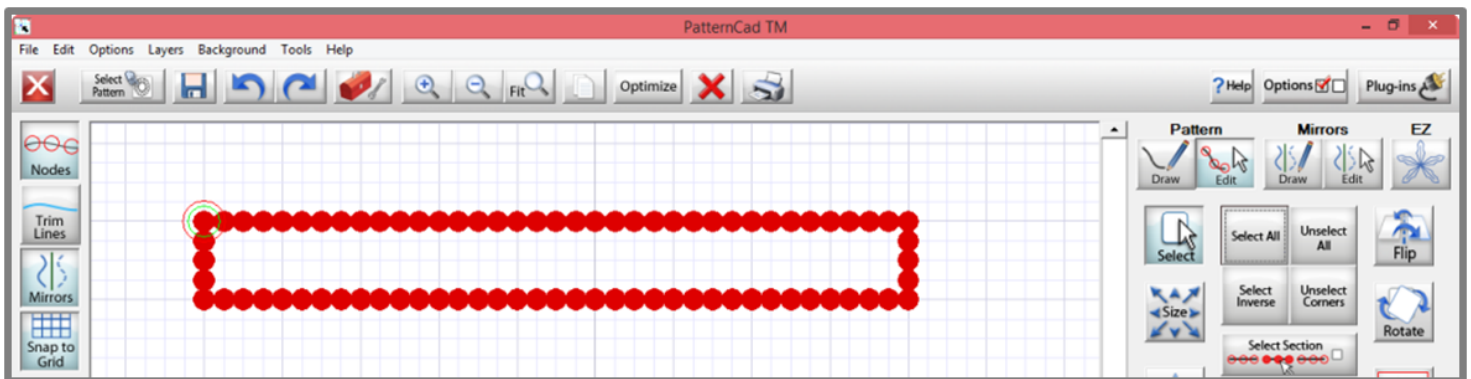 PatternCad TM
File Edit Options Layers Background Tools Help
Select
Pattern
Fit
Optimize
? Help
Options
Plug-ins
Nodes
Trim
Lines
Mirrors
Snap to
Grid
Pattern Mirrors EZ
Draw Edit Draw Edit
Select
Select All
Unselect
All
Flip
Size
Select
Inverse
Unselect
Corners
Rotate
Select Section